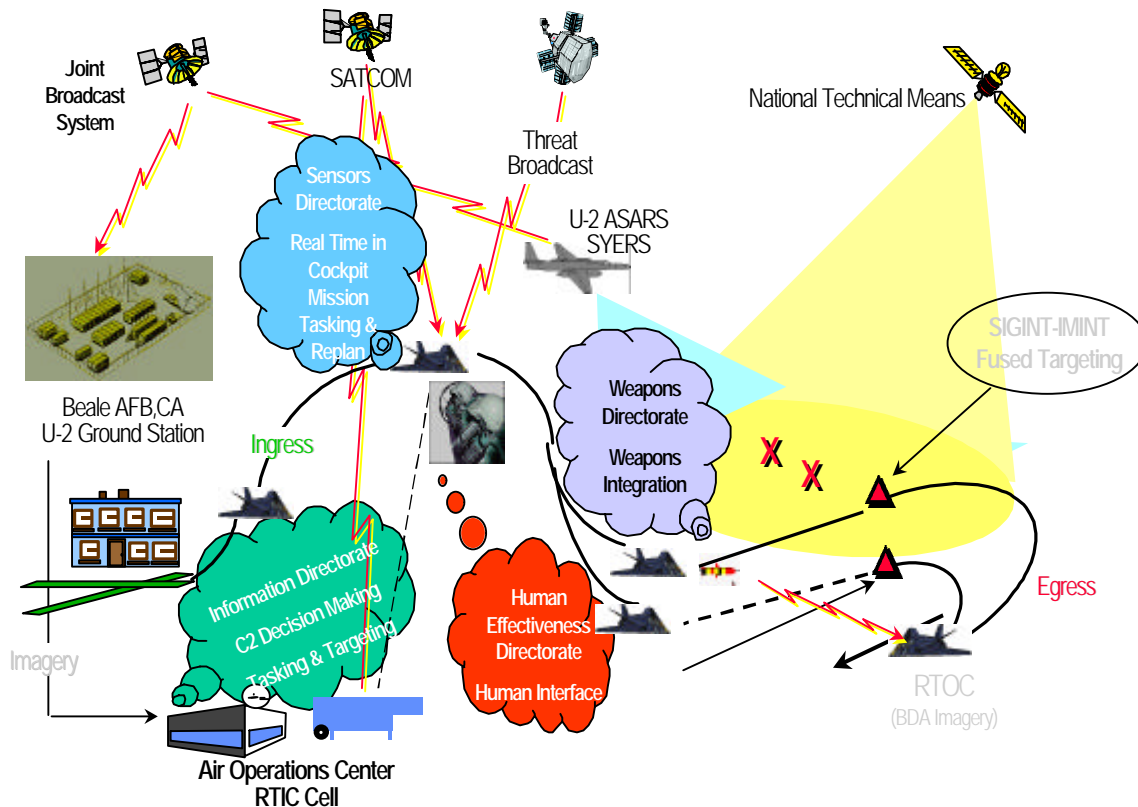 Joint
Broadcast
System
SATCOM
Threat
Broadcast
National Technical Means
Sensors
Directorate
Real Time in
Cockpit
Mission
Tasking &
Replan
U-2 ASARS
SYERS
SIGINT-IMINT
Fused Targeting
Beale AFB,CA
U-2 Ground Station
Ingress
Weapons
Directorate
Weapons
Integration
X
X
Information Directorate
C2 Decision Making
Tasking & Targeting
Human
Effectiveness
Directorate
Human Interface
Egress
Imagery
RTOC
(BDA Imagery)
Air Operations Center
RTIC Cell